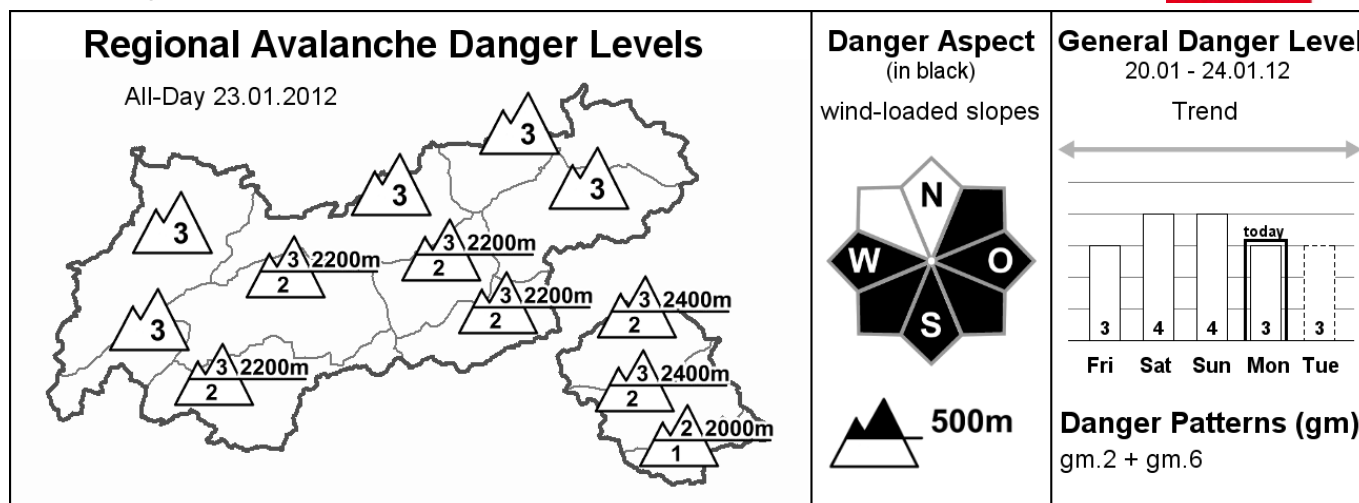 Regional Avalanche Danger Levels
All-Day 23.01.2012
3
3
3
3
3 2200m
2
3 2200m
2
3 2200m
2
3 2400m
2
3
3 2200m
2
3 2400m
2
2 2000m
1
Danger Aspect
(in black)
wind-loaded slopes
N
W
O
S
500m
General Danger Level
20.01 - 24.01.12
Trend
today
3 4 4 3 3
Fri Sat Sun Mon Tue
Danger Patterns (gm)
gm.2 + gm.6